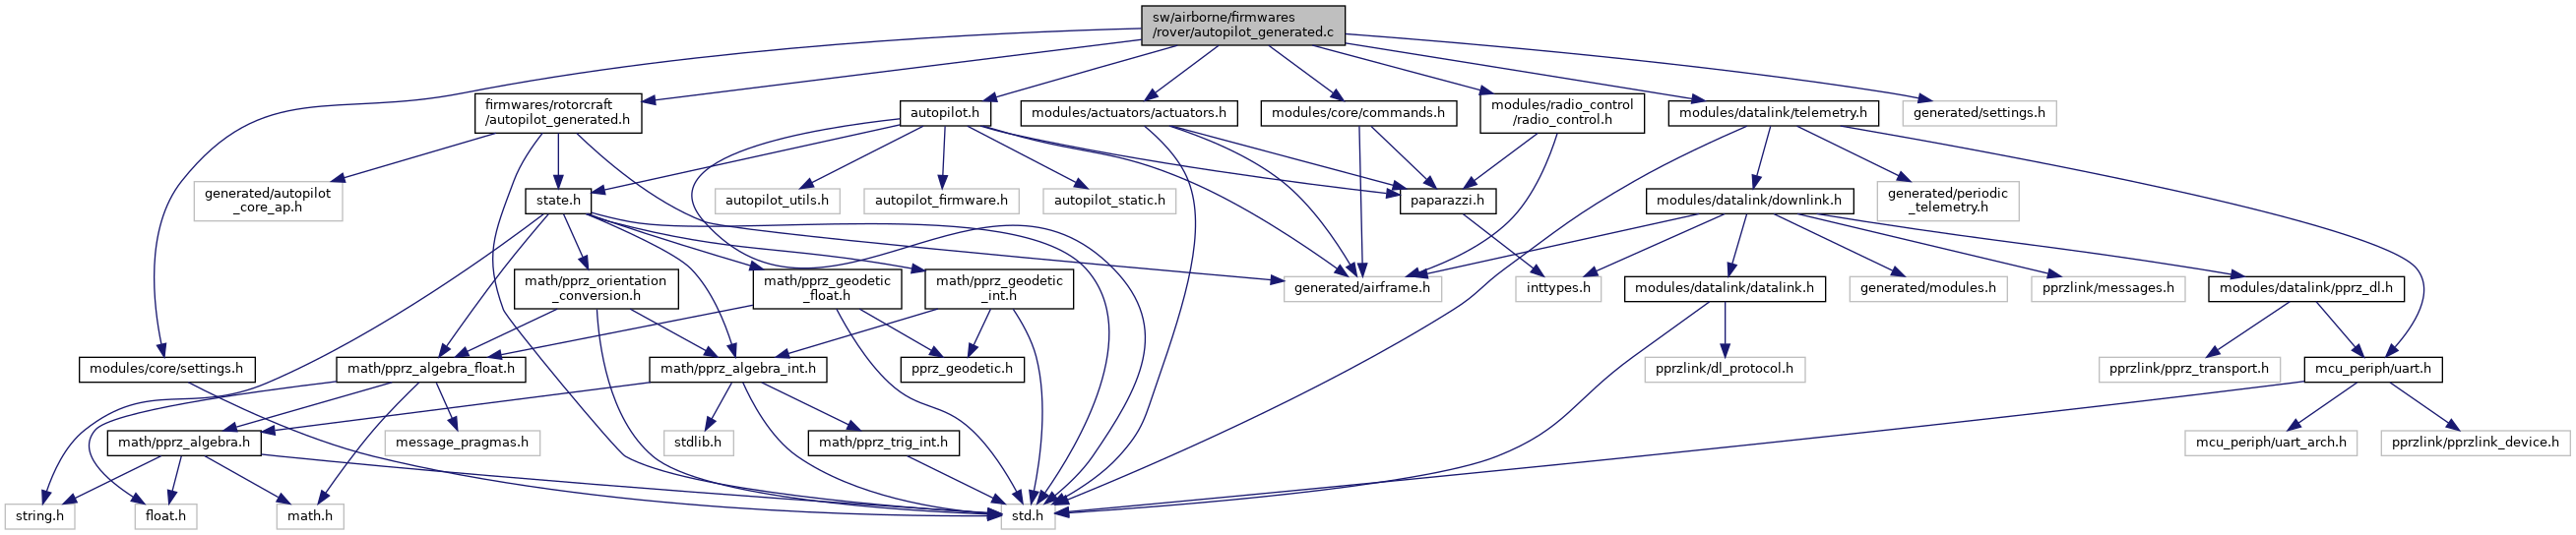 sw/airborne/firmwares
/rover/autopilot_generated.c
firmwares/rotorcraft
/autopilot_generated.h
autopilot.h
modules/actuators/actuators.h
modules/core/commands.h
modules/radio_control
/radio_control.h
modules/datalink/telemetry.h
generated/settings.h
generated/autopilot
_core_ap.h
state.h
autopilot_utils.h
autopilot_firmware.h
autopilot_static.h
paparazzi.h
modules/datalink/downlink.h
generated/periodic
_telemetry.h
math/pprz_orientation
_conversion.h
math/pprz_geodetic
_float.h
math/pprz_geodetic
_int.h
generated/airframe.h
inttypes.h
modules/datalink/datalink.h
generated/modules.h
pprzlink/messages.h
modules/datalink/pprz_dl.h
modules/core/settings.h
math/pprz_algebra_float.h
math/pprz_algebra_int.h
pprz_geodetic.h
pprzlink/dl_protocol.h
pprzlink/pprz_transport.h
mcu_periph/uart.h
math/pprz_algebra.h
message_pragmas.h
stdlib.h
math/pprz_trig_int.h
mcu_periph/uart_arch.h
pprzlink/pprzlink_device.h
string.h
float.h
math.h
std.h